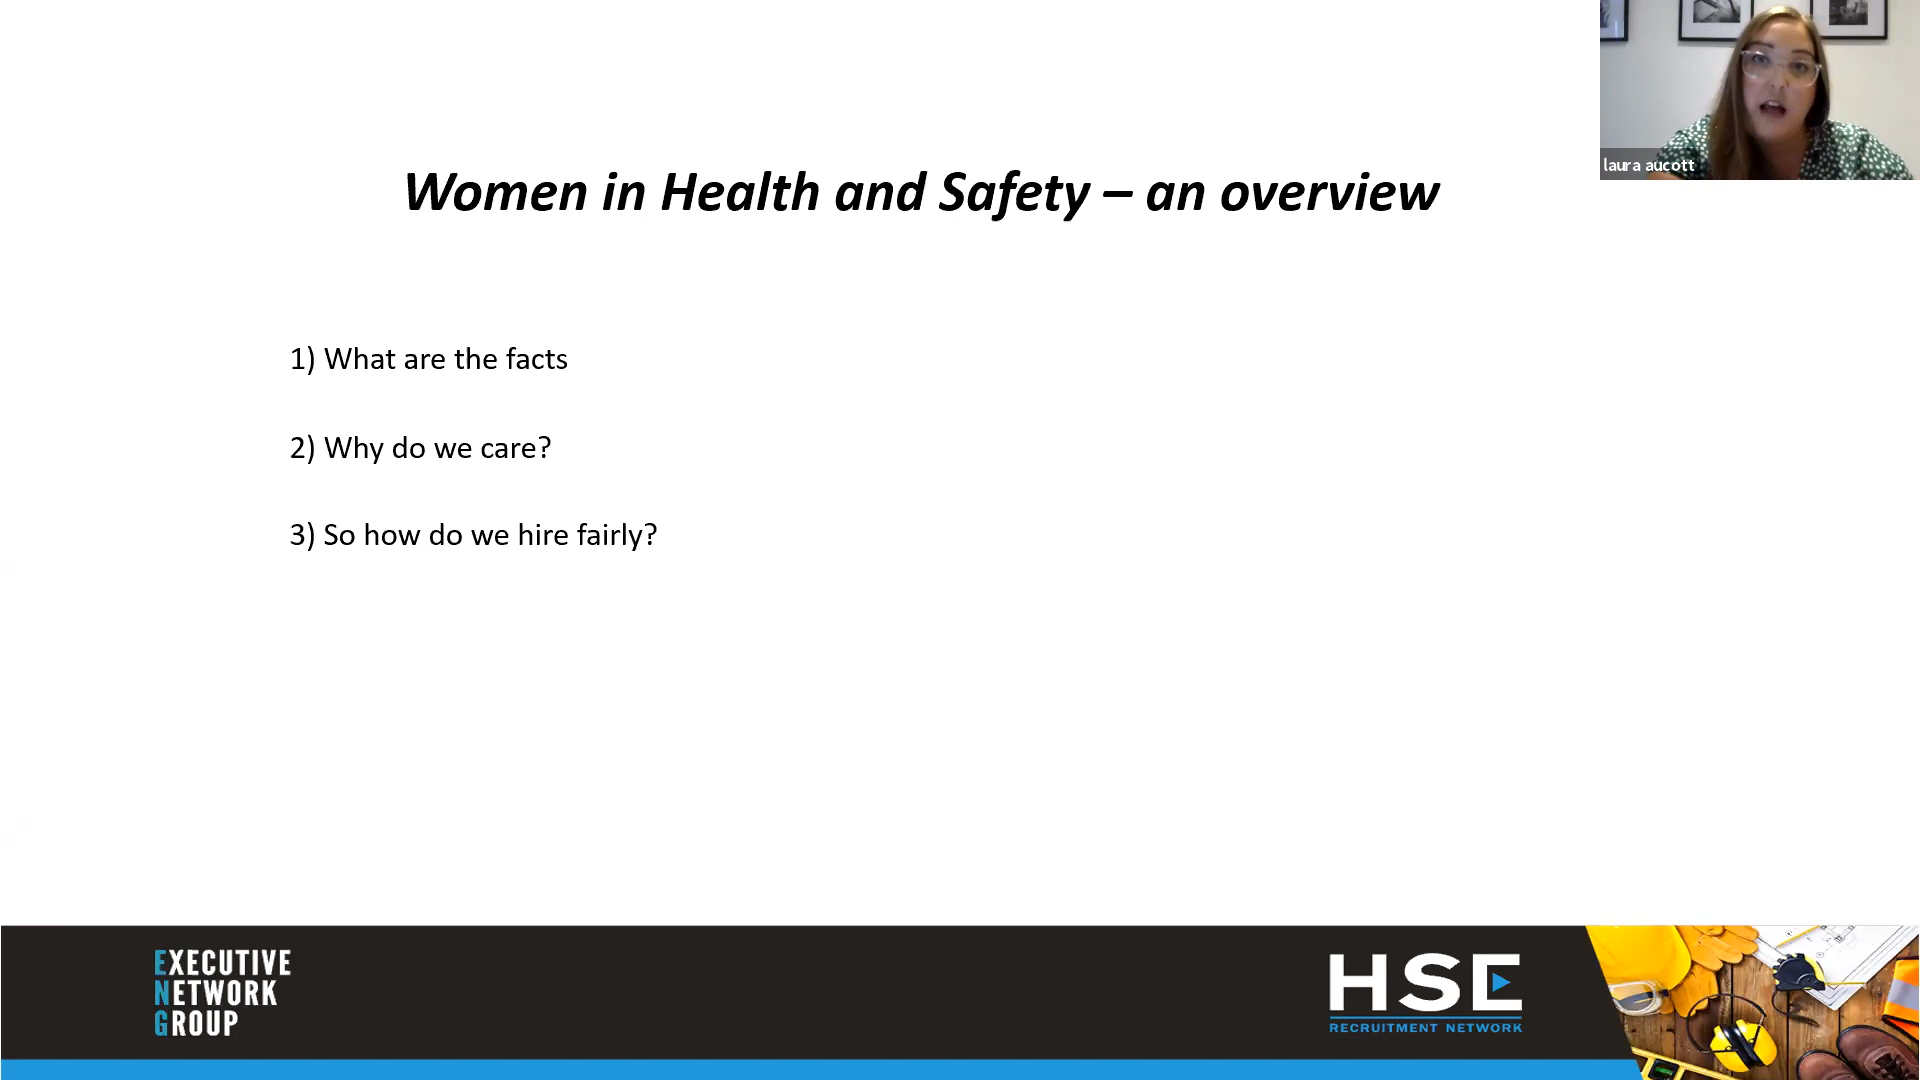 laura aucott
Women in Health and Safety – an overview
1) What are the facts
2) Why do we care?
3) So how do we hire fairly?
EXECUTIVE
NETWORK
GROUP
HSE
RECRUITMENT NETWORK